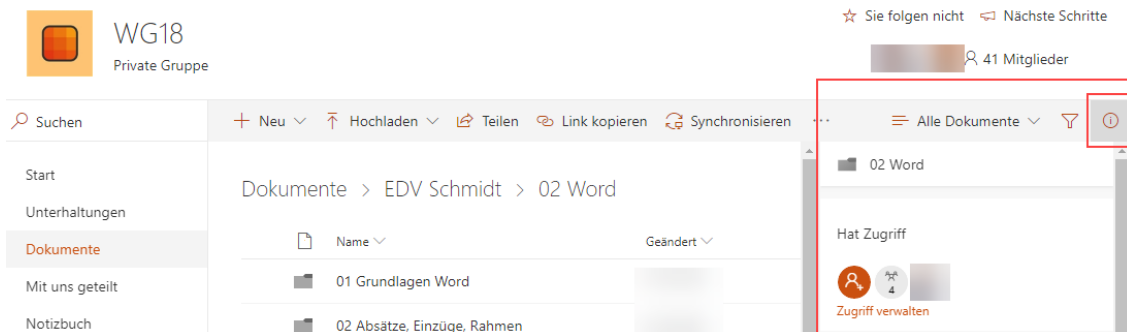 WG18
Private Gruppe
Sie folgen nicht Nächste Schritte
41 Mitglieder
Suchen
Neu Hochladen Teilen Link kopieren Synchronisieren ... Alle Dokumente
Start
Unterhaltungen
Dokumente
Mit uns geteilt
Notizbuch
Dokumente > EDV Schmidt > 02 Word
Name Geändert
01 Grundlagen Word
02 Absätze, Einzüge, Rahmen
02 Word
Hat Zugriff
4
Zugriff verwalten